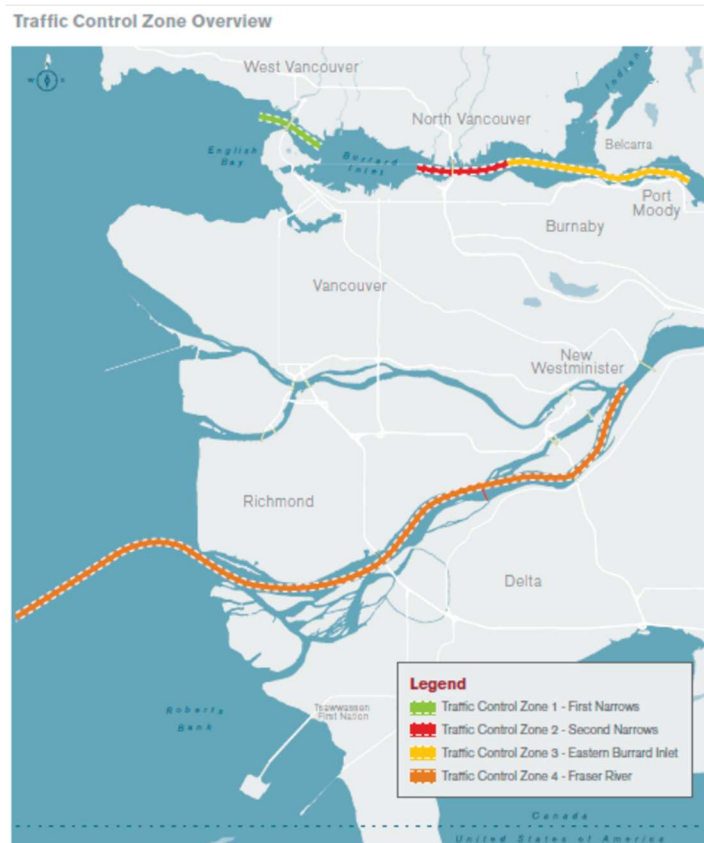 Traffic Control Zone Overview
W
West Vancouver
North Vancouver
Indian
English
Bay
Burrard
Inlet
Belcarra
Port
Moody
Burnaby
Vancouver
New
Westminister
Richmond
Delta
Roberts
Bank
Tsawwassen
First Nation
Legend
Traffic Control Zone 1 - First Narrows
Traffic Control Zone 2 - Second Narrows
Traffic Control Zone 3 - Eastern Burrard Inlet
Traffic Control Zone 4 - Fraser River
Canada
United States of America